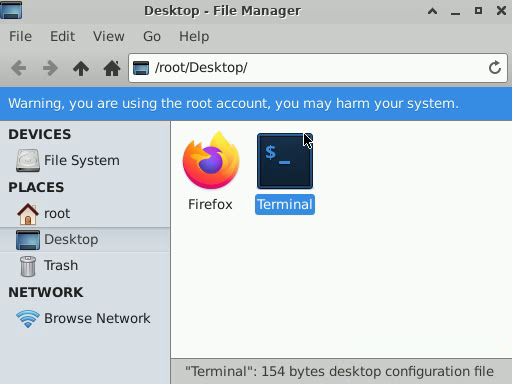 Desktop - File Manager
File Edit View Go Help
/root/Desktop/
Warning, you are using the root account, you may harm your system.
DEVICES
File System
PLACES
root
Desktop
Trash
NETWORK
Browse Network
$_
Firefox
Terminal
"Terminal": 154 bytes desktop configuration file